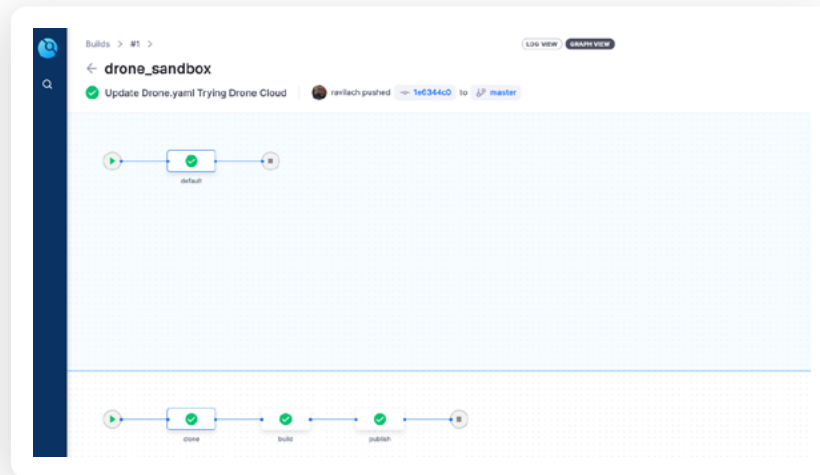 Builds > #1 >
LOG VIEW GRAPH VIEW
drone_sandbox
Update Drone.yaml Trying Drone Cloud
ravilach pushed 1e6344c0 to master
default
clone build publish